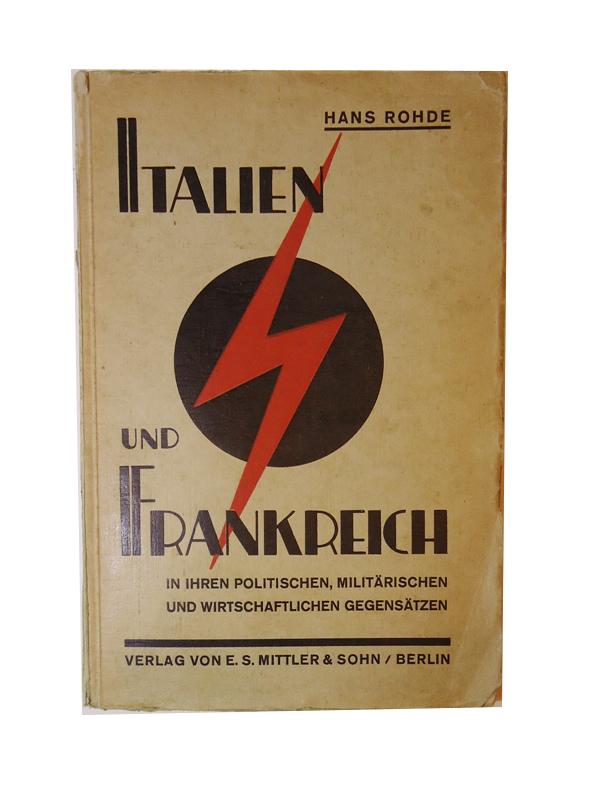 HANS ROHDE
ITALIEN
UND
FRANKREICH
IN IHREN POLITISCHEN, MILITÄRISCHEN
UND WIRTSCHAFTLICHEN GEGENSÄTZEN
VERLAG VON E. S. MITTLER & SOHN / BERLIN